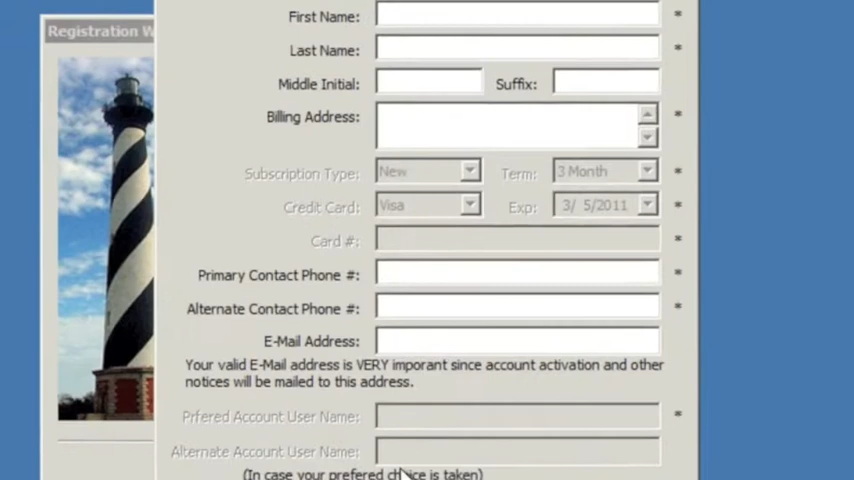 Registration W
First Name: *
Last Name: *
Middle Initial: Suffix:
Billing Address: *
Subscription Type: New Term: 3 Month *
Credit Card: Visa Exp: 3/ 5/2011 *
Card #: *
Primary Contact Phone #: *
Alternate Contact Phone #: *
E-Mail Address:
Your valid E-Mail address is VERY imporant since account activation and other
notices will be mailed to this address.
Prfered Account User Name: *
Alternate Account User Name:
(In case your prefered choice is taken)